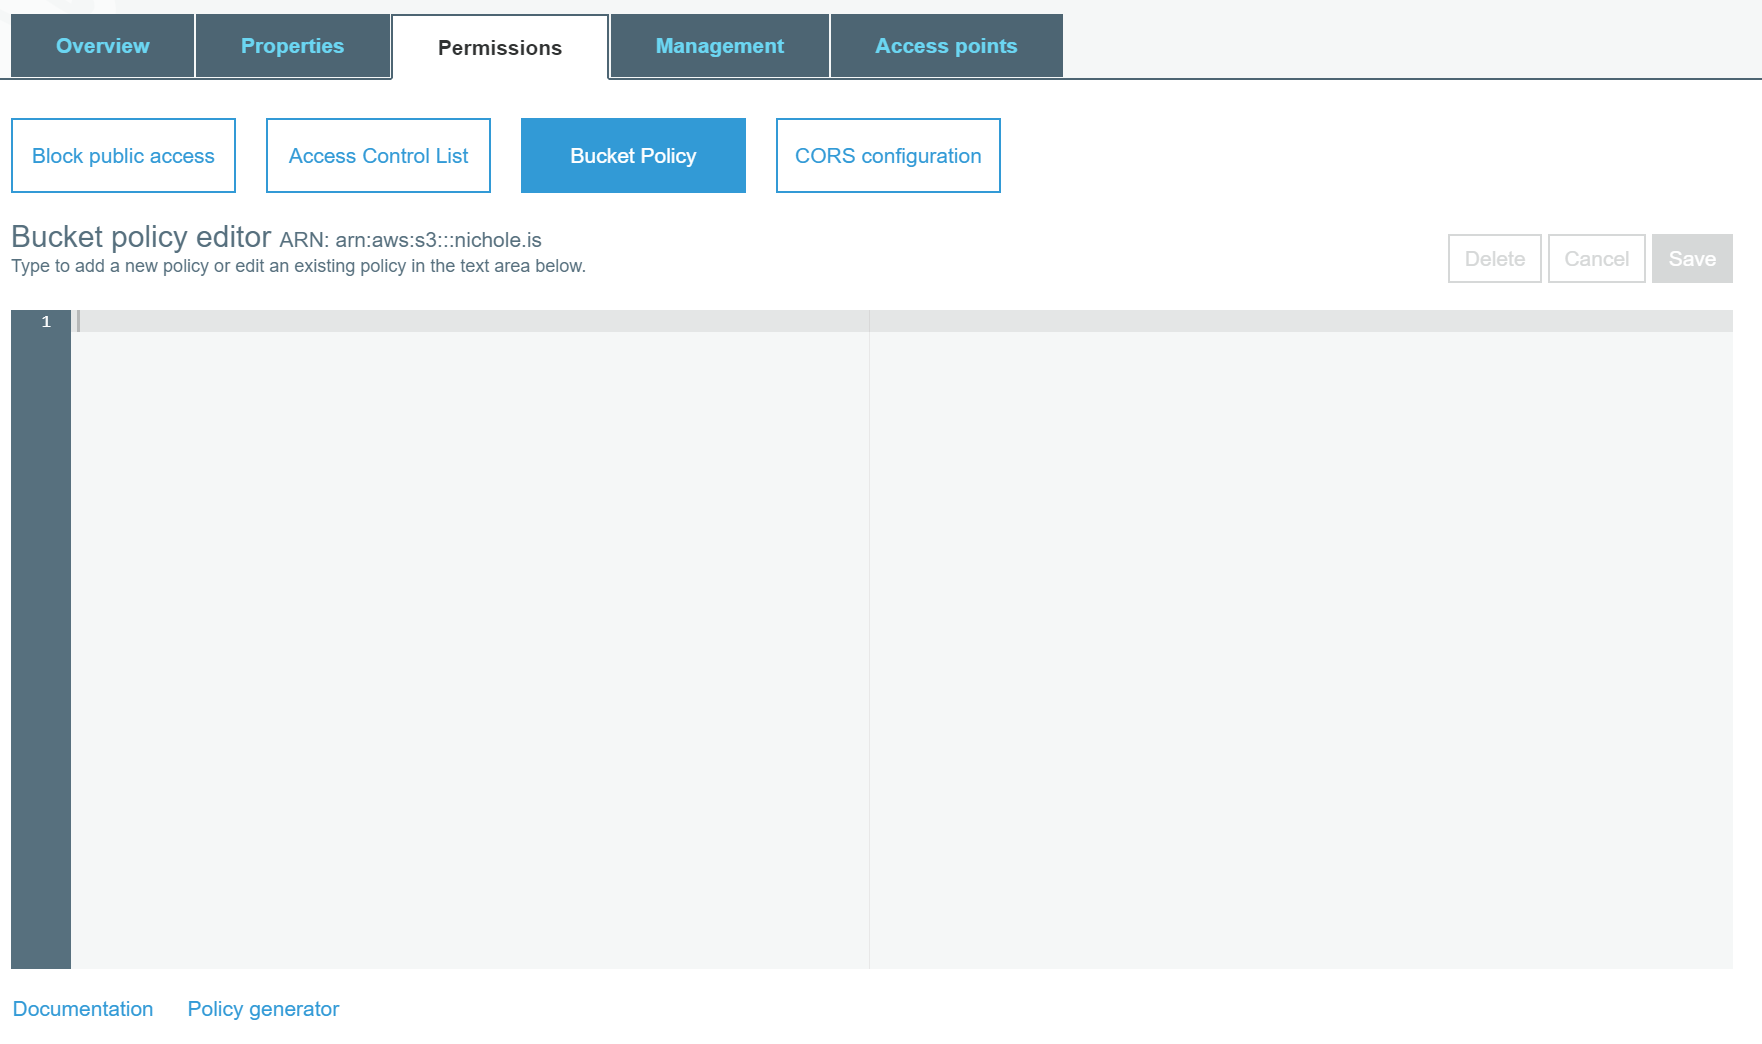 Overview Properties Permissions Management Access points
Block public access Access Control List Bucket Policy CORS configuration
Bucket policy editor ARN: arn:aws:s3:::nichole.is
Type to add a new policy or edit an existing policy in the text area below.
Delete Cancel Save
1
Documentation Policy generator